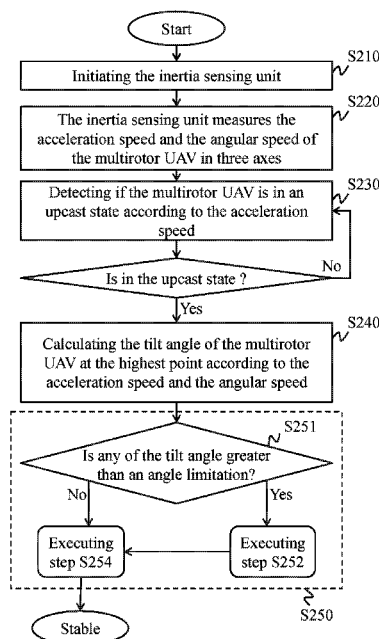 Start
S210
Initiating the inertia sensing unit
S220
The inertia sensing unit measures the
acceleration speed and the angular speed of
the multirotor UAV in three axes
S230
Detecting if the multirotor UAV is in an
upcast state according to the acceleration
speed
No
Is in the upcast state ?
Yes
S240
Calculating the tilt angle of the multirotor
UAV at the highest point according to the
acceleration speed and the angular speed
S251
Is any of the tilt angle greater
than an angle limitation?
No
Yes
Executing
step S254
Executing
step S252
S250
Stable